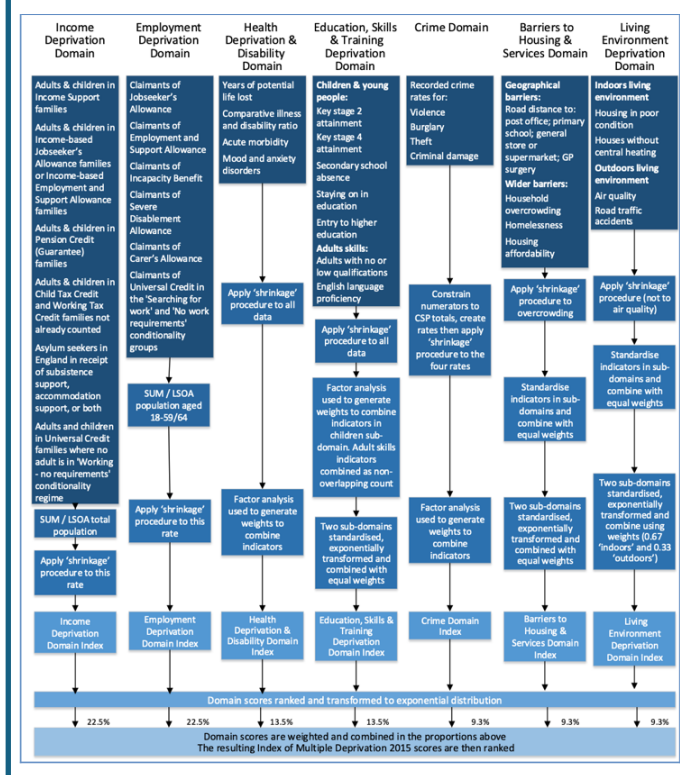 Income
Deprivation
Domain
Employment
Deprivation
Domain
Health
Deprivation &
Disability
Domain
Education, Skills
& Training
Deprivation
Domain
Crime Domain
Barriers to
Housing &
Services Domain
Living
Environment
Deprivation
Domain
Adults & children in
Income Support
families
Adults & children in
Income-based
Jobseeker's
Allowance families
or Income-based
Employment and
Support Allowance
families
Adults & children in
Pension Credit
(Guarantee)
families
Adults & children in
Child Tax Credit
and Working Tax
Credit families not
already counted
Asylum seekers in
England in receipt
of subsistence
support,
accommodation
support, or both
Adults and children
in Universal Credit
families where no
adult is in 'Working
- no requirements'
conditionality
regime
SUM / LSOA total
population
Apply 'shrinkage'
procedure to this
rate
Income
Deprivation
Domain Index
Claimants of
Jobseeker's
Allowance
Claimants of
Employment and
Support Allowance
Claimants of
Incapacity Benefit
Claimants of
Severe
Disablement
Allowance
Claimants of
Carer's Allowance
Claimants of
Universal Credit in
the 'Searching for
work' and 'No work
requirements'
conditionality
groups
SUM / LSOA
population aged
18-59/64
Apply 'shrinkage'
procedure to this
rate
Employment
Deprivation
Domain Index
Years of potential
life lost
Comparative illness
and disability ratio
Acute morbidity
Mood and anxiety
disorders
Apply 'shrinkage'
procedure to all
data
Factor analysis
used to generate
weights to
combine
indicators
Health
Deprivation &
Disability Domain
Index
Children & young
people:
Key stage 2
attainment
Key stage 4
attainment
Secondary school
absence
Staying on in
education
Entry to higher
education
Adults skills:
Adults with no or
low qualifications
English language
proficiency
Apply 'shrinkage'
procedure to all
data
Factor analysis
used to generate
weights to combine
indicators in
children sub-
domain. Adult skills
indicators
combined as non-
overlapping count
Two sub-domains
standardised,
exponentially
transformed and
combined with
equal weights
Education, Skills &
Training
Deprivation
Domain Index
Recorded crime
rates for:
Violence
Burglary
Theft
Criminal damage
Constrain
numerators to
CSP totals, create
rates then apply
'shrinkage'
procedure to the
four rates
Factor analysis
used to generate
weights to
combine
indicators
Crime Domain
Index
Geographical
barriers:
Road distance to:
post office; primary
school; general
store or
supermarket; GP
surgery
Wider barriers:
Household
overcrowding
Homelessness
Housing
affordability
Apply 'shrinkage'
procedure to
overcrowding
Standardise
indicators in sub-
domains and
combine with
equal weights
Two sub-domains
standardised,
exponentially
transformed and
combined with
equal weights
Barriers to
Housing &
Services Domain
Index
Indoors living
environment
Housing in poor
condition
Houses without
central heating
Outdoors living
environment
Air quality
Road traffic
accidents
Apply 'shrinkage'
procedure (not to
air quality)
Standardise
indicators in sub-
domains and
combine with
equal weights
Two sub-domains
standardised,
exponentially
transformed and
combine using
weights (0.67
'indoors' and 0.33
'outdoors')
Living
Environment
Deprivation
Domain Index
Domain scores ranked and transformed to exponential distribution
22.5% 22.5% 13.5% 13.5% 9.3% 9.3% 9.3%
Domain scores are weighted and combined in the proportions above
The resulting Index of Multiple Deprivation 2015 scores are then ranked